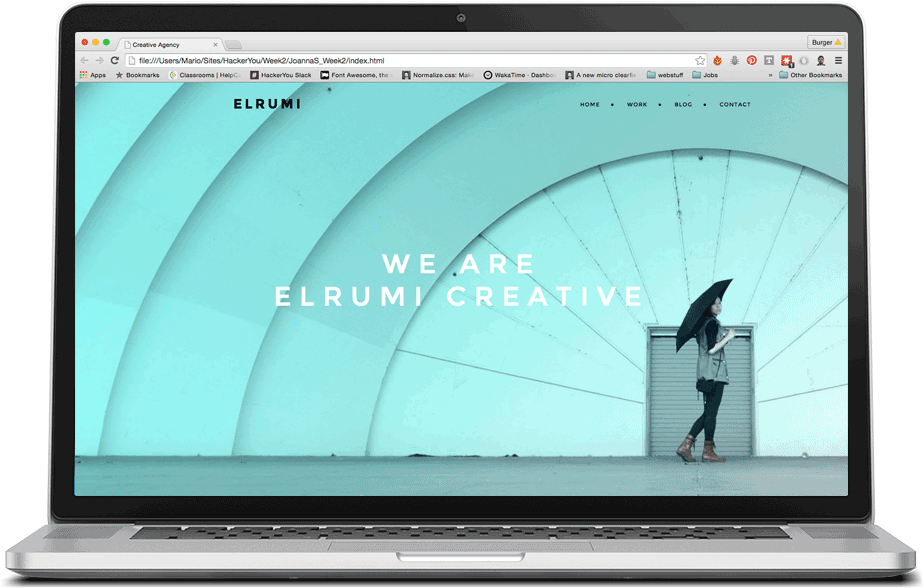 Creative Agency
Burger
file:///Users/Mario/Sites/HackerYou/Week2/JoannaS_Week2/index.html
Apps Bookmarks Classrooms | HelpC HackerYou Slack Font Awesome, the Normalize.css: Make WakaTime - Dashbo A new micro clearfix webstuff Jobs » Other Bookmarks
ELRUMI HOME • WORK • BLOG • CONTACT
WE ARE
ELRUMI CREATIVE